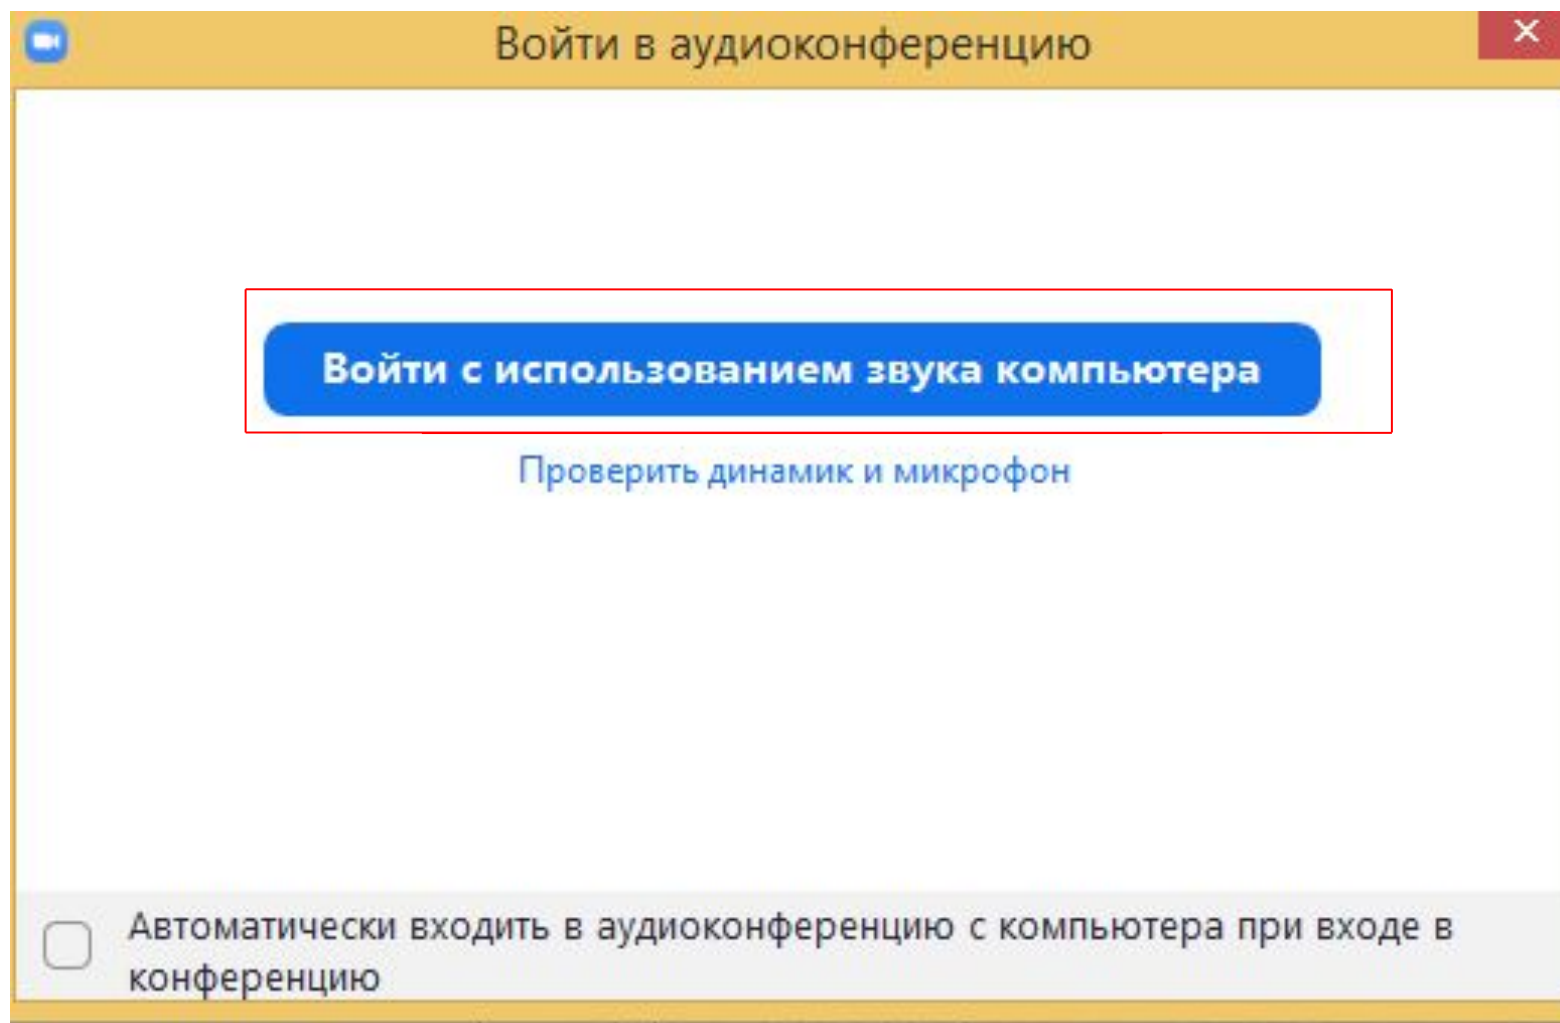 Войти в аудиоконференцию
Войти с использованием звука компьютера
Проверить динамик и микрофон
Автоматически входить в аудиоконференцию с компьютера при входе в
конференцию